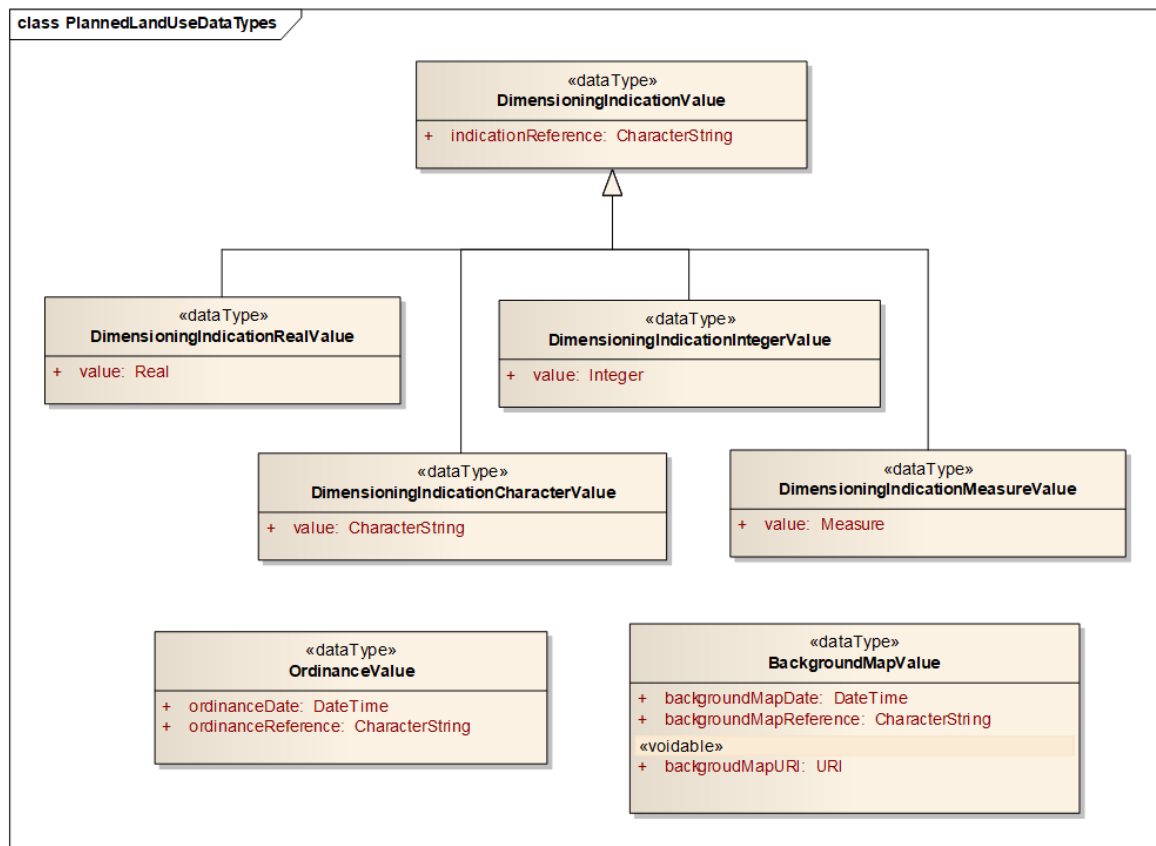 class PlannedLandUseDataTypes
«dataType»
DimensioningIndicationValue
+ indicationReference: CharacterString
«dataType»
DimensioningIndicationRealValue
+ value: Real
«dataType»
DimensioningIndicationIntegerValue
+ value: Integer
«dataType»
DimensioningIndicationCharacterValue
+ value: CharacterString
«dataType»
DimensioningIndicationMeasureValue
+ value: Measure
«dataType»
OrdinanceValue
+ ordinanceDate: DateTime
+ ordinanceReference: CharacterString
«dataType»
BackgroundMapValue
+ backgroundMapDate: DateTime
+ backgroundMapReference: CharacterString
«voidable»
+ backgroudMapURI: URI